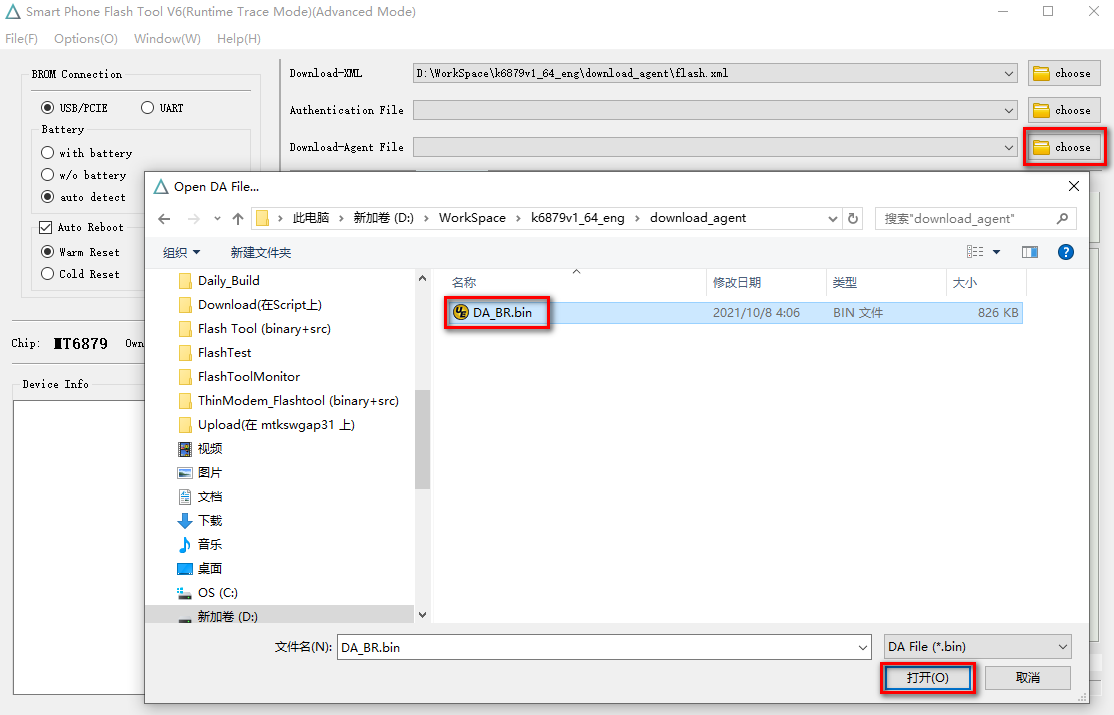 Smart Phone Flash Tool V6(Runtime Trace Mode)(Advanced Mode)
File(F) Options(O) Window(W) Help(H)
BROM Connection
USB/PCIE UART
Battery
with battery
w/o battery
auto detect
Auto Reboot
Warm Reset
Cold Reset
Chip: MT6879 Own
Device Info
Download-XML D:\WorkSpace\k6879v1_64_eng\download_agent\flash.xml choose
Authentication File choose
Download-Agent File choose
Open DA File...
此电脑 › 新加卷 (D:) › WorkSpace › k6879v1_64_eng › download_agent
搜索"download_agent"
组织 新建文件夹
Daily_Build
Download(在Script上)
Flash Tool (binary+src)
FlashTest
FlashToolMonitor
ThinModem_Flashtool (binary+src)
Upload(在 mtkswgap31 上)
视频
图片
文档
下载
音乐
桌面
OS (C:)
新加卷 (D:)
名称 修改日期 类型 大小
DA_BR.bin 2021/10/8 4:06 BIN 文件 826 KB
文件名(N): DA_BR.bin DA File (*.bin)
打开(O) 取消